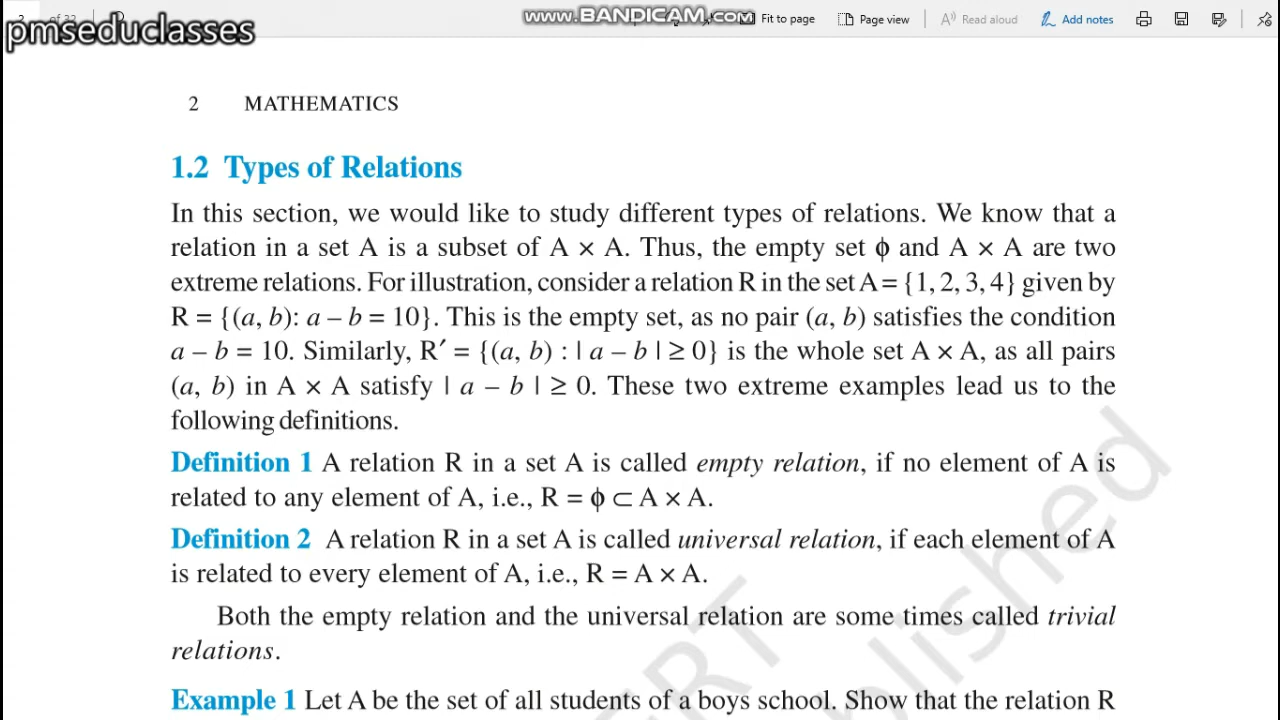 of 32
WWW.BANDICAM.COM
Fit to page
Page view
Read aloud
Add notes
pmseduclasses
2 MATHEMATICS
1.2 Types of Relations
In this section, we would like to study different types of relations. We know that a
relation in a set A is a subset of A × A. Thus, the empty set ϕ and A × A are two
extreme relations. For illustration, consider a relation R in the set A = {1, 2, 3, 4} given by
R = {(a, b): a – b = 10}. This is the empty set, as no pair (a, b) satisfies the condition
a – b = 10. Similarly, R′ = {(a, b) : | a – b | ≥ 0} is the whole set A × A, as all pairs
(a, b) in A × A satisfy | a – b | ≥ 0. These two extreme examples lead us to the
following definitions.
Definition 1 A relation R in a set A is called empty relation, if no element of A is
related to any element of A, i.e., R = ϕ ⊂ A × A.
Definition 2 A relation R in a set A is called universal relation, if each element of A
is related to every element of A, i.e., R = A × A.
Both the empty relation and the universal relation are some times called trivial
relations.
Example 1 Let A be the set of all students of a boys school. Show that the relation R